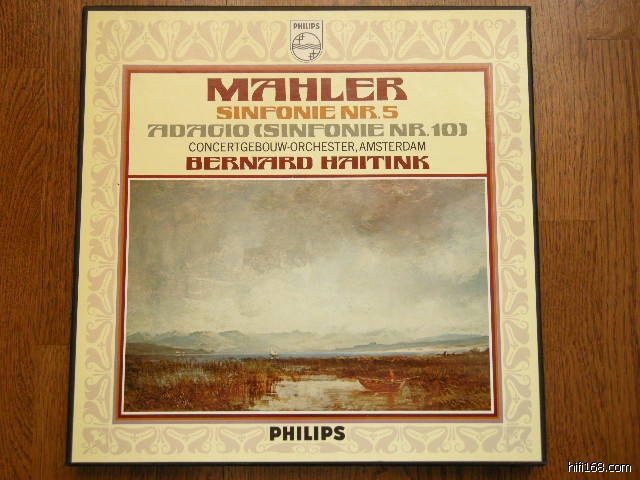 PHILIPS
MAHLER
SINFONIE NR.5
ADAGIO (SINFONIE NR.10)
CONCERTGEBOUW-ORCHESTER, AMSTERDAM
BERNARD HAITINK
PHILIPS
hifi168.com